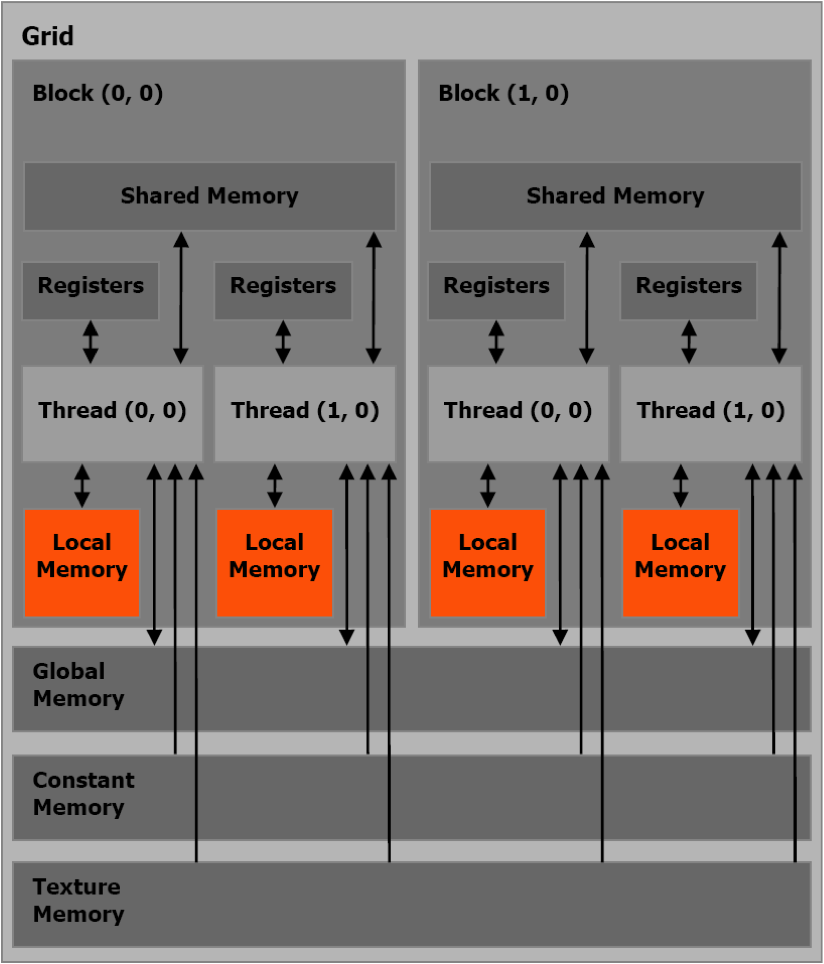 Grid
Block (0, 0)
Block (1, 0)
Shared Memory
Shared Memory
Registers
Registers
Registers
Registers
Thread (0, 0)
Thread (1, 0)
Thread (0, 0)
Thread (1, 0)
Local
Memory
Local
Memory
Local
Memory
Local
Memory
Global
Memory
Constant
Memory
Texture
Memory